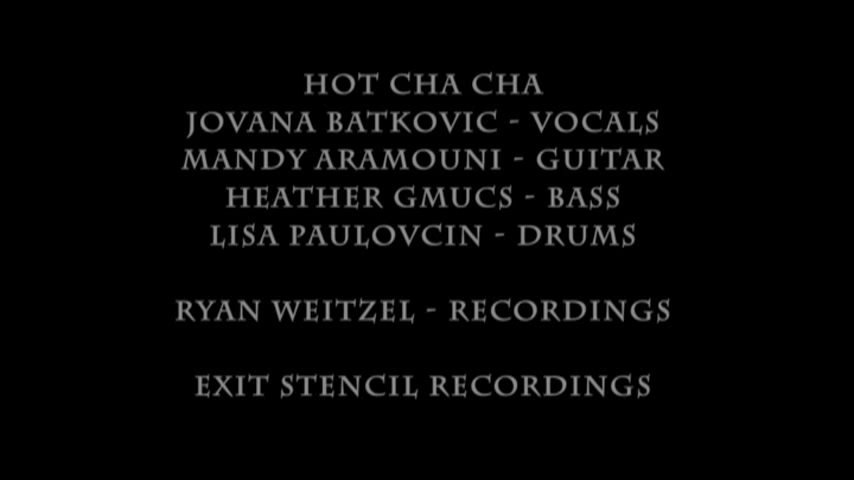 HOT CHA CHA
JOVANA BATKOVIC - VOCALS
MANDY ARAMOUNI - GUITAR
HEATHER GMUCS - BASS
LISA PAULOVCIN - DRUMS
RYAN WEITZEL - RECORDINGS
EXIT STENCIL RECORDINGS